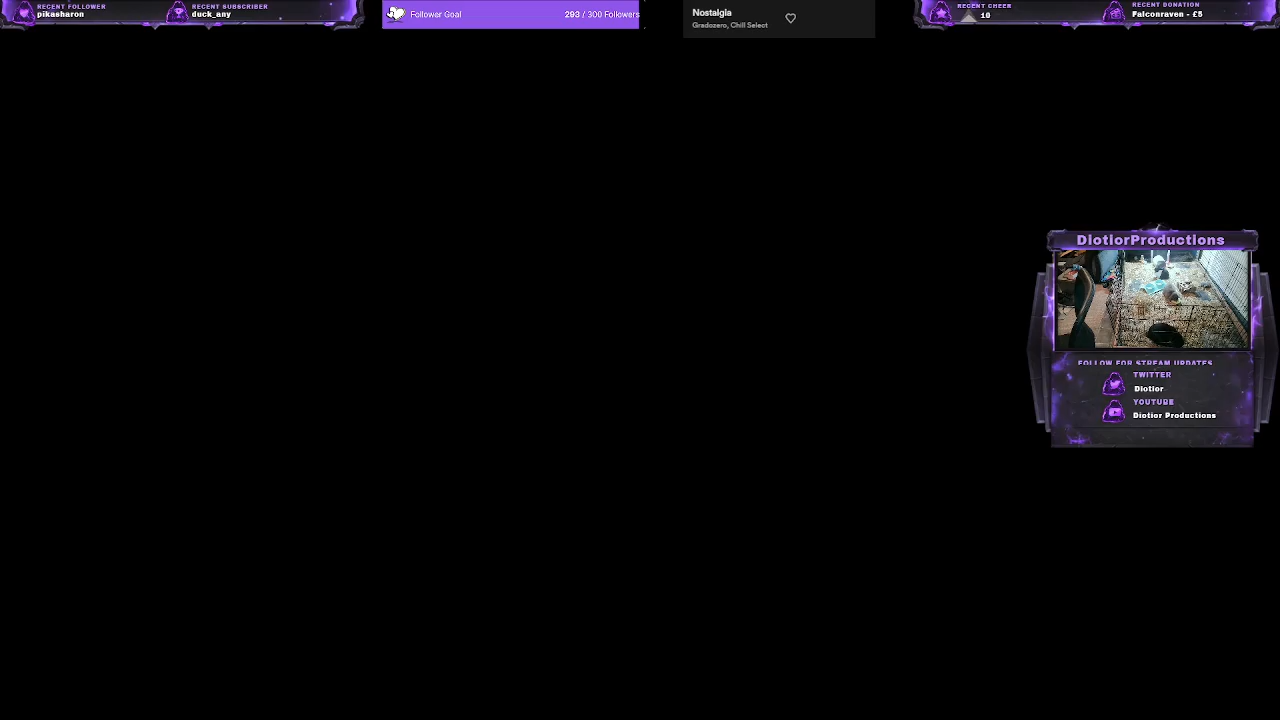 RECENT FOLLOWER
pikasharon
RECENT SUBSCRIBER
duck_any
Follower Goal
293 / 300 Followers
Nostalgia
Gradozero, Chill Select
RECENT CHEER
10
RECENT DONATION
Falconraven - £5
DiotiorProductions
FOLLOW FOR STREAM UPDATES
TWITTER
Diotior
YOUTUBE
Diotior Productions